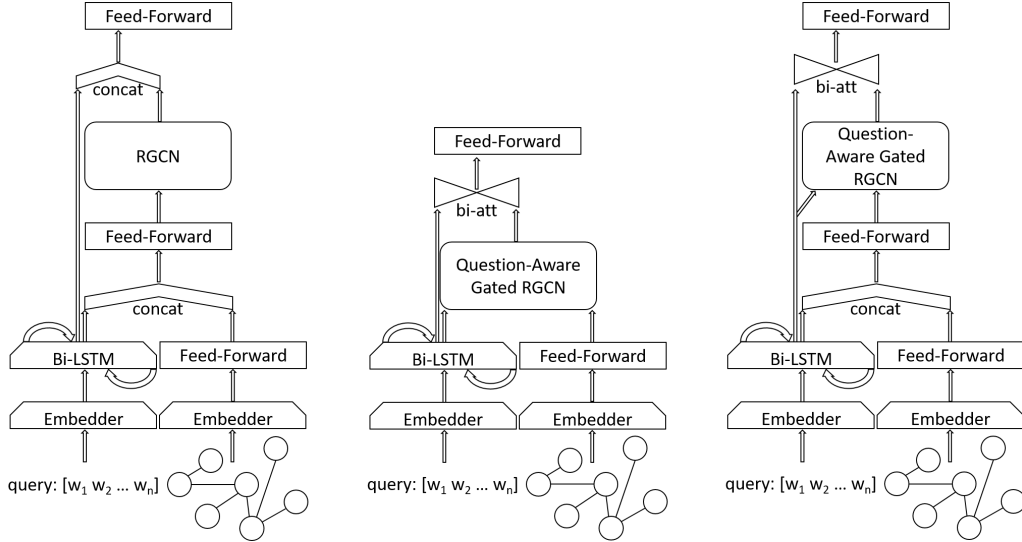 Feed-Forward
concat
RGCN
Feed-Forward
concat
Bi-LSTM
Feed-Forward
Embedder
Embedder
query: [w1 w2 ... wn]
Feed-Forward
bi-att
Question-Aware
Gated RGCN
Bi-LSTM
Feed-Forward
Embedder
Embedder
query: [w1 w2 ... wn]
Feed-Forward
bi-att
Question-
Aware Gated
RGCN
Feed-Forward
concat
Bi-LSTM
Feed-Forward
Embedder
Embedder
query: [w1 w2 ... wn]